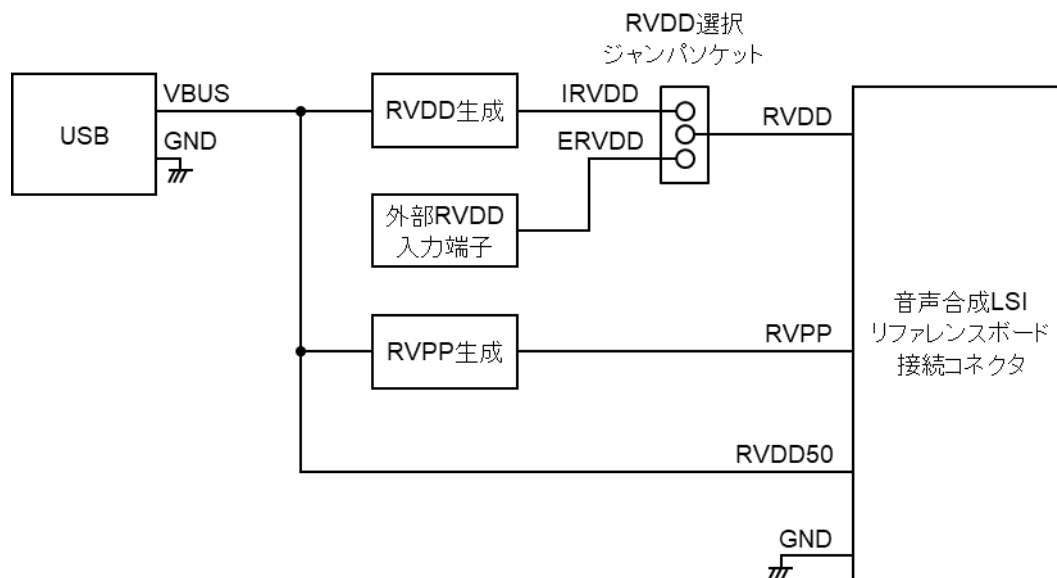 RVDD選択
ジャンパソケット
USB
VBUS
GND
RVDD生成
IRVDD
ERVDD
RVDD
外部RVDD
入力端子
RVPP生成
RVPP
音声合成LSI
リファレンスボード
接続コネクタ
RVDD50
GND